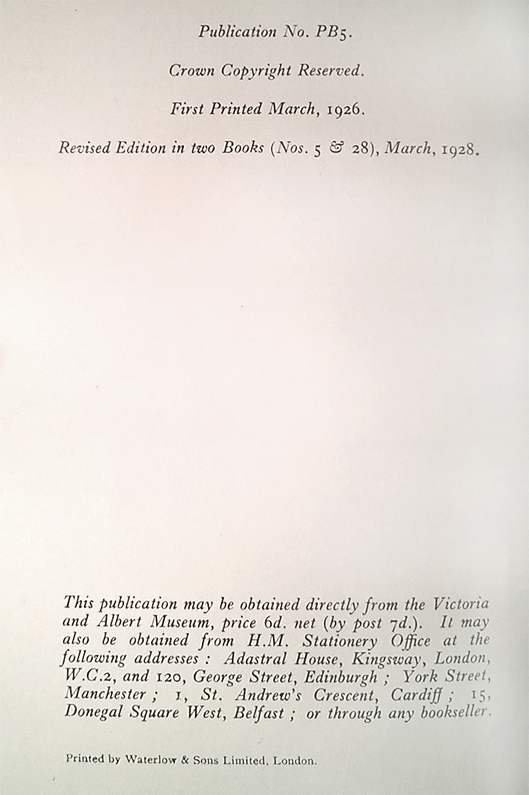 Publication No. PB5.
Crown Copyright Reserved.
First Printed March, 1926.
Revised Edition in two Books (Nos. 5 & 28), March, 1928.
This publication may be obtained directly from the Victoria
and Albert Museum, price 6d. net (by post 7d.). It may
also be obtained from H.M. Stationery Office at the
following addresses : Adastral House, Kingsway, London,
W.C.2, and 120, George Street, Edinburgh ; York Street,
Manchester ; 1, St. Andrew's Crescent, Cardiff ; 15,
Donegal Square West, Belfast ; or through any bookseller.
Printed by Waterlow & Sons Limited, London.